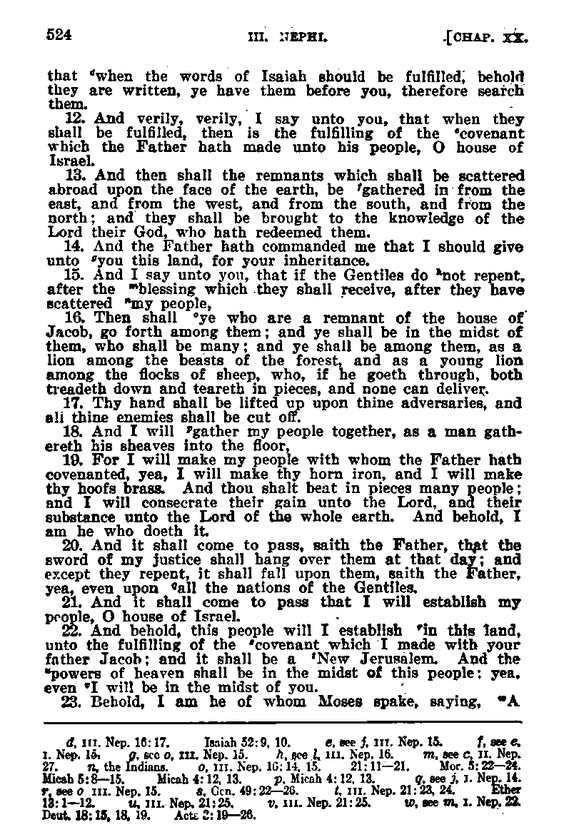 524 III. NEPHI. [CHAP. XX.
that dwhen the words of Isaiah should be fulfilled, behold
they are written, ye have them before you, therefore search
them.
12. And verily, verily, I say unto you, that when they
shall be fulfilled, then is the fulfilling of the ecovenant
which the Father hath made unto his people, O house of
Israel.
13. And then shall the remnants which shall be scattered
abroad upon the face of the earth, be fgathered in from the
east, and from the west, and from the south, and from the
north; and they shall be brought to the knowledge of the
Lord their God, who hath redeemed them.
14. And the Father hath commanded me that I should give
unto gyou this land, for your inheritance.
15. And I say unto you, that if the Gentiles do hnot repent,
after the mblessing which they shall receive, after they have
scattered nmy people,
16. Then shall oye who are a remnant of the house of
Jacob, go forth among them; and ye shall be in the midst of
them, who shall be many; and ye shall be among them, as a
lion among the beasts of the forest, and as a young lion
among the flocks of sheep, who, if he goeth through, both
treadeth down and teareth in pieces, and none can deliver.
17. Thy hand shall be lifted up upon thine adversaries, and
all thine enemies shall be cut off.
18. And I will pgather my people together, as a man gath-
ereth his sheaves into the floor,
19. For I will make my people with whom the Father hath
covenanted, yea, I will make thy horn iron, and I will make
thy hoofs brass. And thou shalt beat in pieces many people;
and I will consecrate their gain unto the Lord, and their
substance unto the Lord of the whole earth. And behold, I
am he who doeth it.
20. And it shall come to pass, saith the Father, that the
sword of my justice shall hang over them at that day; and
except they repent, it shall fall upon them, saith the Father,
yea, even upon qall the nations of the Gentiles.
21. And it shall come to pass that I will establish my
people, O house of Israel.
22. And behold, this people will I establish rin this land,
unto the fulfilling of the scovenant which I made with your
father Jacob; and it shall be a tNew Jerusalem. And the
upowers of heaven shall be in the midst of this people; yea,
even vI will be in the midst of you.
23. Behold, I am he of whom Moses spake, saying, wA
d, III. Nep. 16:17. Isaiah 52:9, 10. e, see j, III. Nep. 15. f, see e,
I. Nep. 15. g, see o, III. Nep. 15. h, see l, III. Nep. 16. m, see c, II. Nep.
27. n, the Indians. o, III. Nep. 16:14, 15. 21:11—21. Mor. 5:22—24.
Micah 5:8—15. Micah 4:12, 13. p. Micah 4:12, 13. q, see j, I. Nep. 14.
r, see o III. Nep. 15. s, Gen. 49:22—26. t, III. Nep. 21:23, 24. Ether
13:1—12. u, III. Nep. 21:25. v, III. Nep. 21:25. w, see m, I. Nep. 22.
Deut. 18:15, 18, 19. Acts 3:19—26.